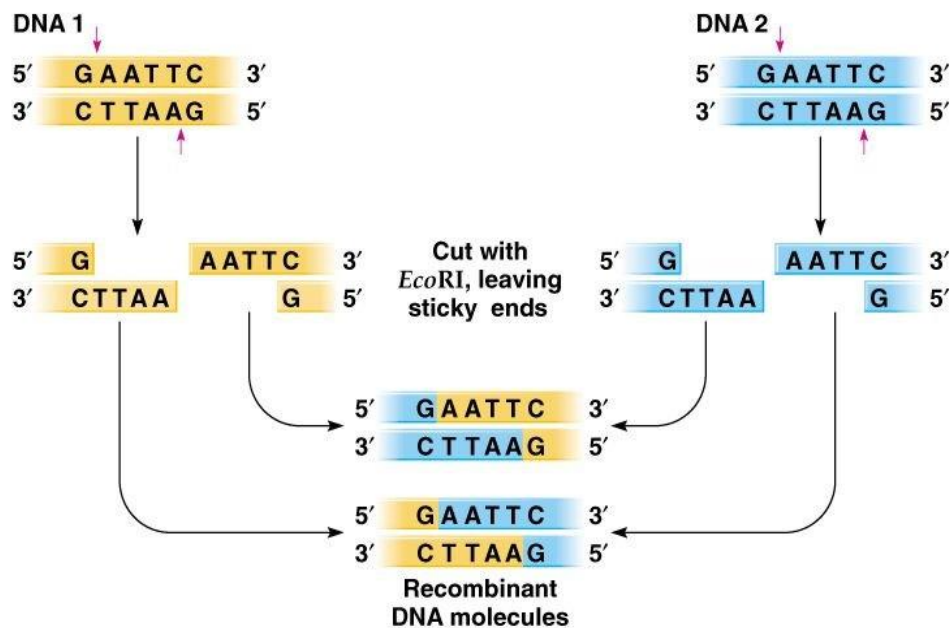 DNA 1
DNA 2
5′ GAATTC 3′
3′ CTTAAG 5′
5′ GAATTC 3′
3′ CTTAAG 5′
5′ G AATTC 3′
3′ CTTAA G 5′
Cut with
EcoRI, leaving
sticky ends
5′ G AATTC 3′
3′ CTTAA G 5′
5′ GAATTC 3′
3′ CTTAAG 5′
5′ GAATTC 3′
3′ CTTAAG 5′
Recombinant
DNA molecules